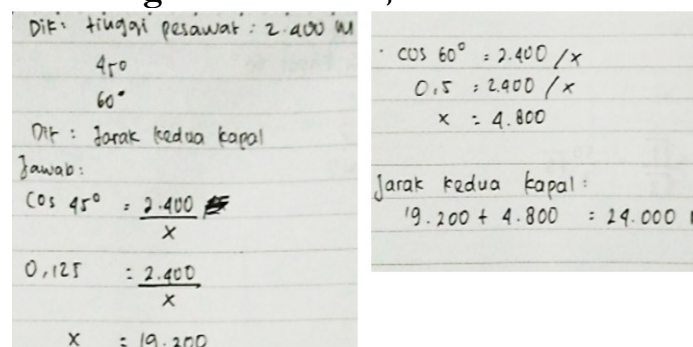 Dik: tinggi pesawat : 2.400 m
45°
60°
Dit : Jarak kedua kapal
Jawab:
Cos 45° = 2.400
x
0,125 = 2.400
x
x = 19.200
· cos 60° = 2.400 / x
0,5 = 2.400 / x
x = 4.800
Jarak kedua kapal :
19.200 + 4.800 = 24.000